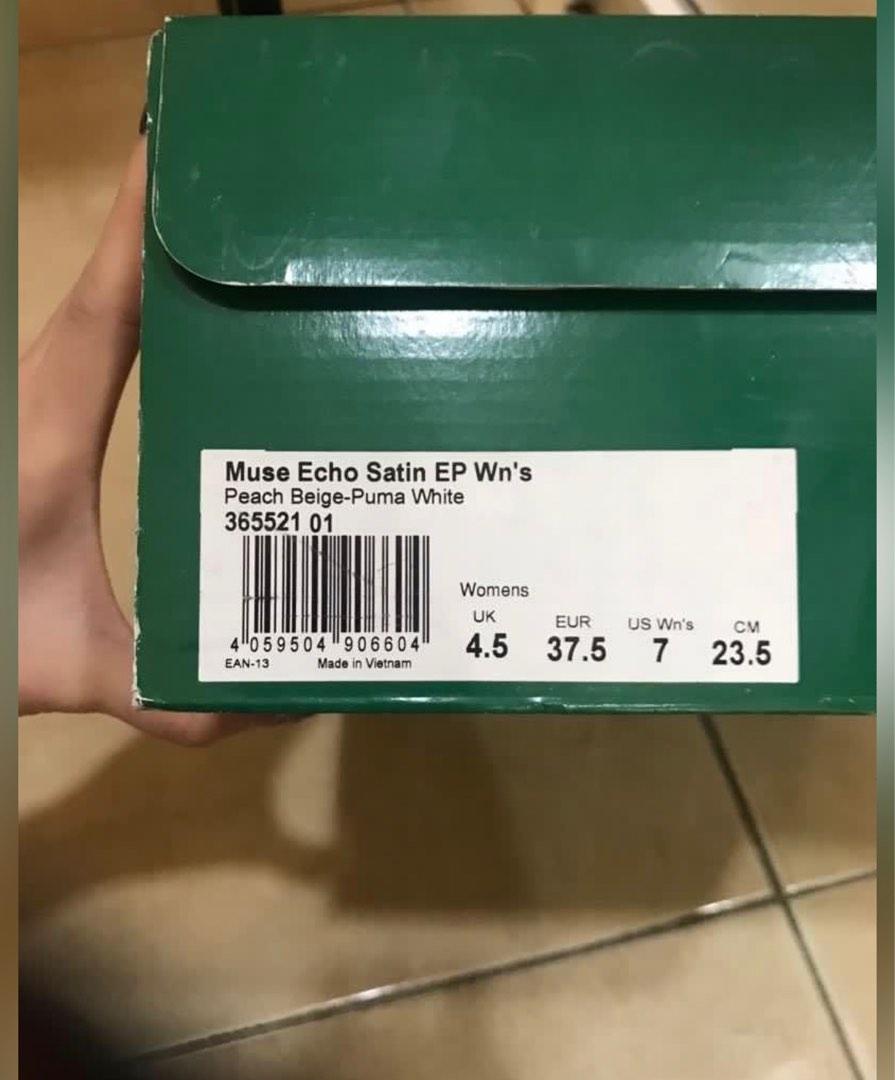 Muse Echo Satin EP Wn's
Peach Beige-Puma White
365521 01
4 059504 906604
EAN-13 Made in Vietnam
Womens
UK EUR US Wn's CM
4.5 37.5 7 23.5